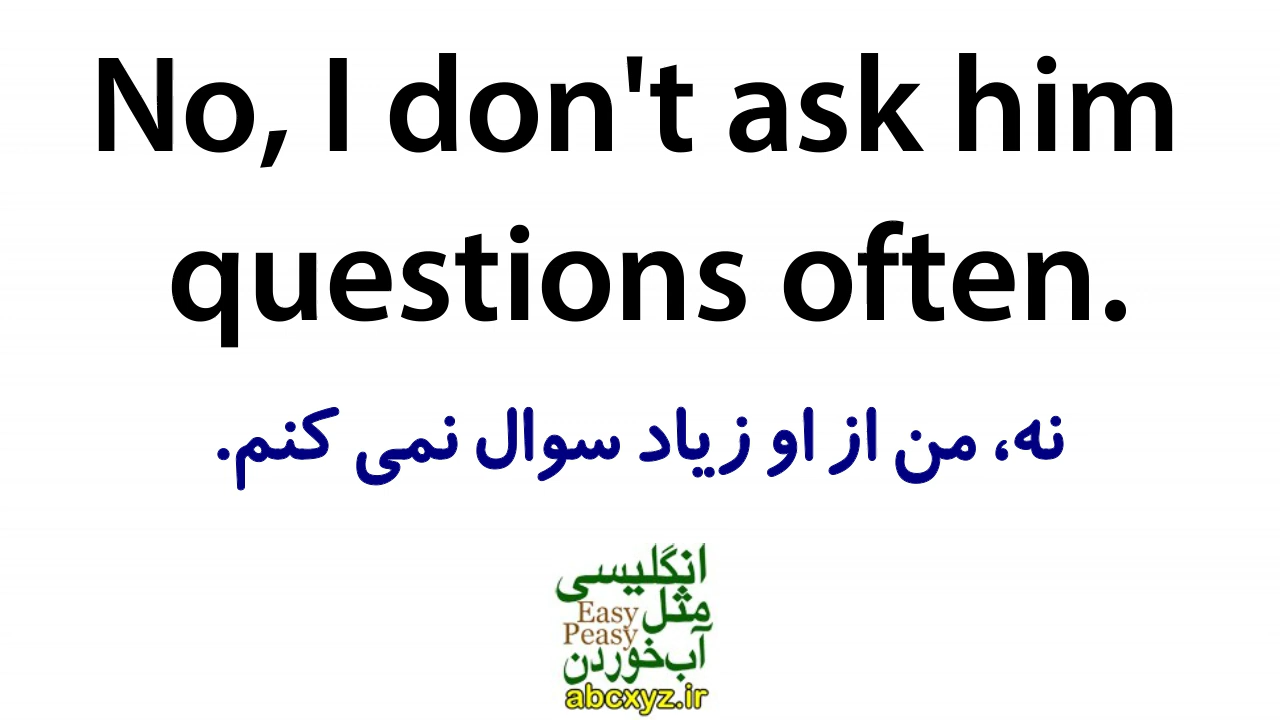 No, I don't ask him
questions often.
نه، من از او زیاد سوال نمی کنم.
انگلیسی
مثل
Easy
Peasy
آب خوردن
abcxyz.ir